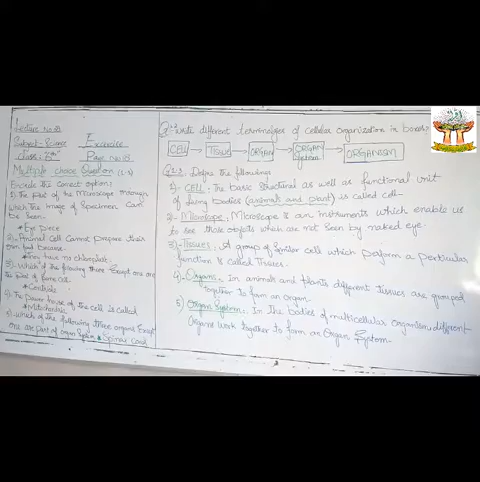 Lecture No:
Subject: Science Exercise
Class: 6th Page No: 18
Multiple choice Question (1-5)
Encircle the Correct option:
1) The Part of the Microscope through
which the Image of Specimen Can
be Seen.
* Eye piece
2) Animal Cell Cannot Prepare their
own food because.
* They have no chloroplast.
3) Which of the following three Except one are
the Part of Same Cell.
4) The Power house of the Cell is called
* Mitochondria.
5) Which of the following three organs Except
one are part of organ System * Spinal Cord
Q:2 Write different terminologies of cellular organization in boxes:
CELL → TISSUE → ORGAN → ORGAN System → ORGANISM
Define the following:
1) CELL: The basic Structural as well as functional unit
of living bodies (animals and plant) is called cell.
2) Microscope: Microscope is an instruments which enable us
to see those objects which are not Seen by naked eye.
3) Tissues: A group of Similar cell which perform a Particular
function is called Tissues.
4) Organs: In animals and Plants different tissues are grouped
together to form an organ.
5) Organ System: In the bodies of multicellular organism different
organs work together to form an Organ System.